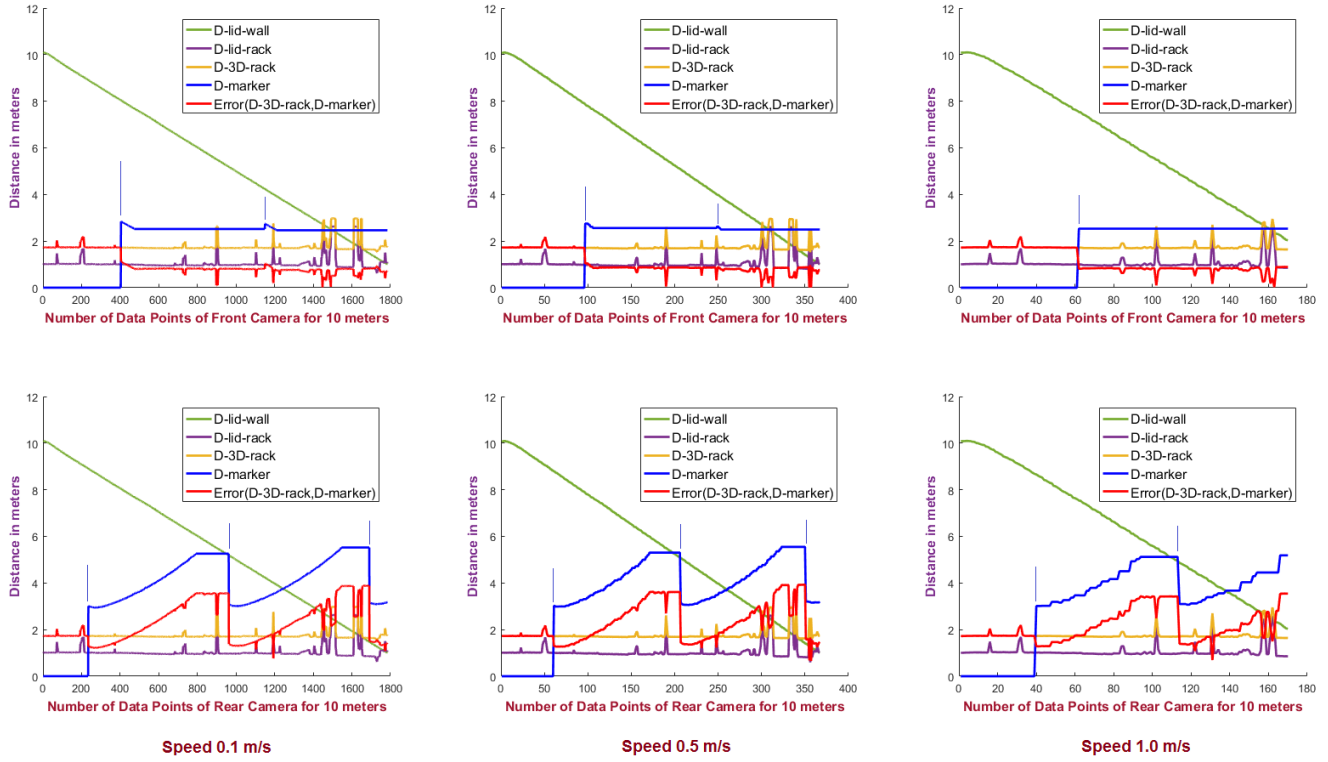 12
10
8
6
4
2
0
Distance in meters
D-lid-wall
D-lid-rack
D-3D-rack
D-marker
Error(D-3D-rack,D-marker)
0 200 400 600 800 1000 1200 1400 1600 1800
Number of Data Points of Front Camera for 10 meters
12
10
8
6
4
2
0
Distance in meters
D-lid-wall
D-lid-rack
D-3D-rack
D-marker
Error(D-3D-rack,D-marker)
0 50 100 150 200 250 300 350 400
Number of Data Points of Front Camera for 10 meters
12
10
8
6
4
2
0
Distance in meters
D-lid-wall
D-lid-rack
D-3D-rack
D-marker
Error(D-3D-rack,D-marker)
0 20 40 60 80 100 120 140 160 180
Number of Data Points of Front Camera for 10 meters
12
10
8
6
4
2
0
Distance in meters
D-lid-wall
D-lid-rack
D-3D-rack
D-marker
Error(D-3D-rack,D-marker)
0 200 400 600 800 1000 1200 1400 1600 1800
Number of Data Points of Rear Camera for 10 meters
12
10
8
6
4
2
0
Distance in meters
D-lid-wall
D-lid-rack
D-3D-rack
D-marker
Error(D-3D-rack,D-marker)
0 50 100 150 200 250 300 350 400
Number of Data Points of Rear Camera for 10 meters
12
10
8
6
4
2
0
Distance in meters
D-lid-wall
D-lid-rack
D-3D-rack
D-marker
Error(D-3D-rack,D-marker)
0 20 40 60 80 100 120 140 160 180
Number of Data Points of Rear Camera for 10 meters
Speed 0.1 m/s
Speed 0.5 m/s
Speed 1.0 m/s